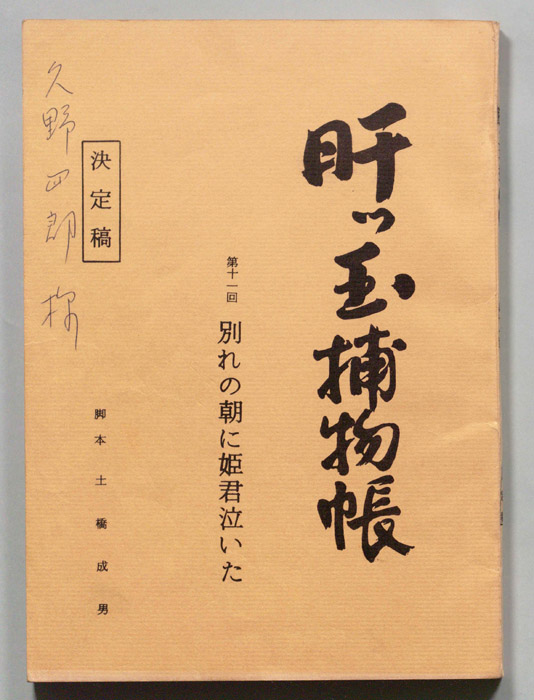 肝っ玉捕物帳
第十一回
別れの朝に姫君泣いた
脚本 土橋成男
決定稿
久野四郎 様